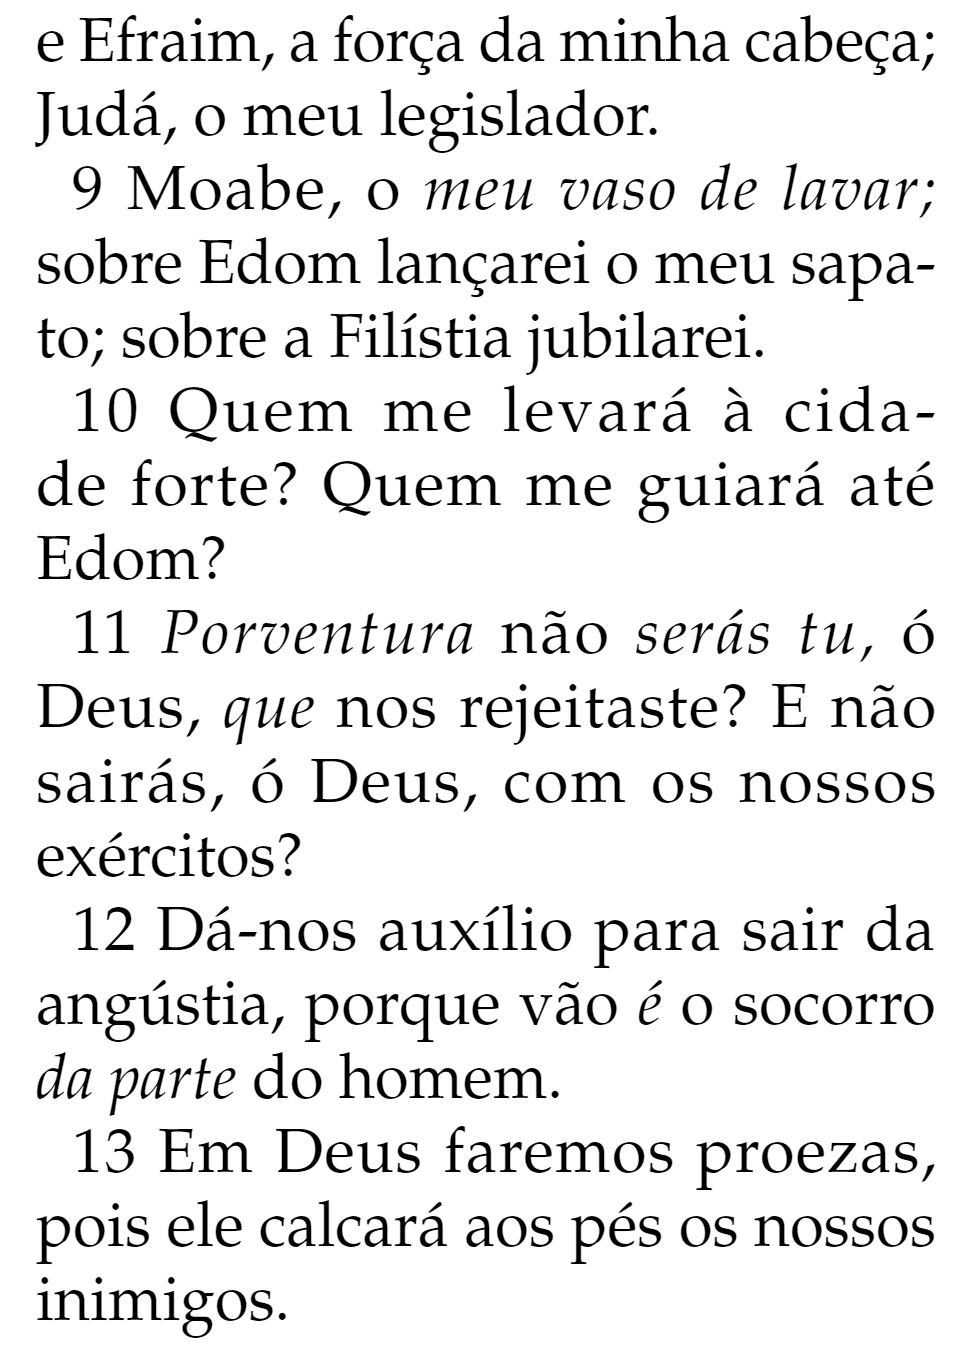 e Efraim, a força da minha cabeça;
Judá, o meu legislador.
9 Moabe, o meu vaso de lavar;
sobre Edom lançarei o meu sapa-
to; sobre a Filístia jubilarei.
10 Quem me levará à cida-
de forte? Quem me guiará até
Edom?
11 Porventura não serás tu, ó
Deus, que nos rejeitaste? E não
sairás, ó Deus, com os nossos
exércitos?
12 Dá-nos auxílio para sair da
angústia, porque vão é o socorro
da parte do homem.
13 Em Deus faremos proezas,
pois ele calcará aos pés os nossos
inimigos.